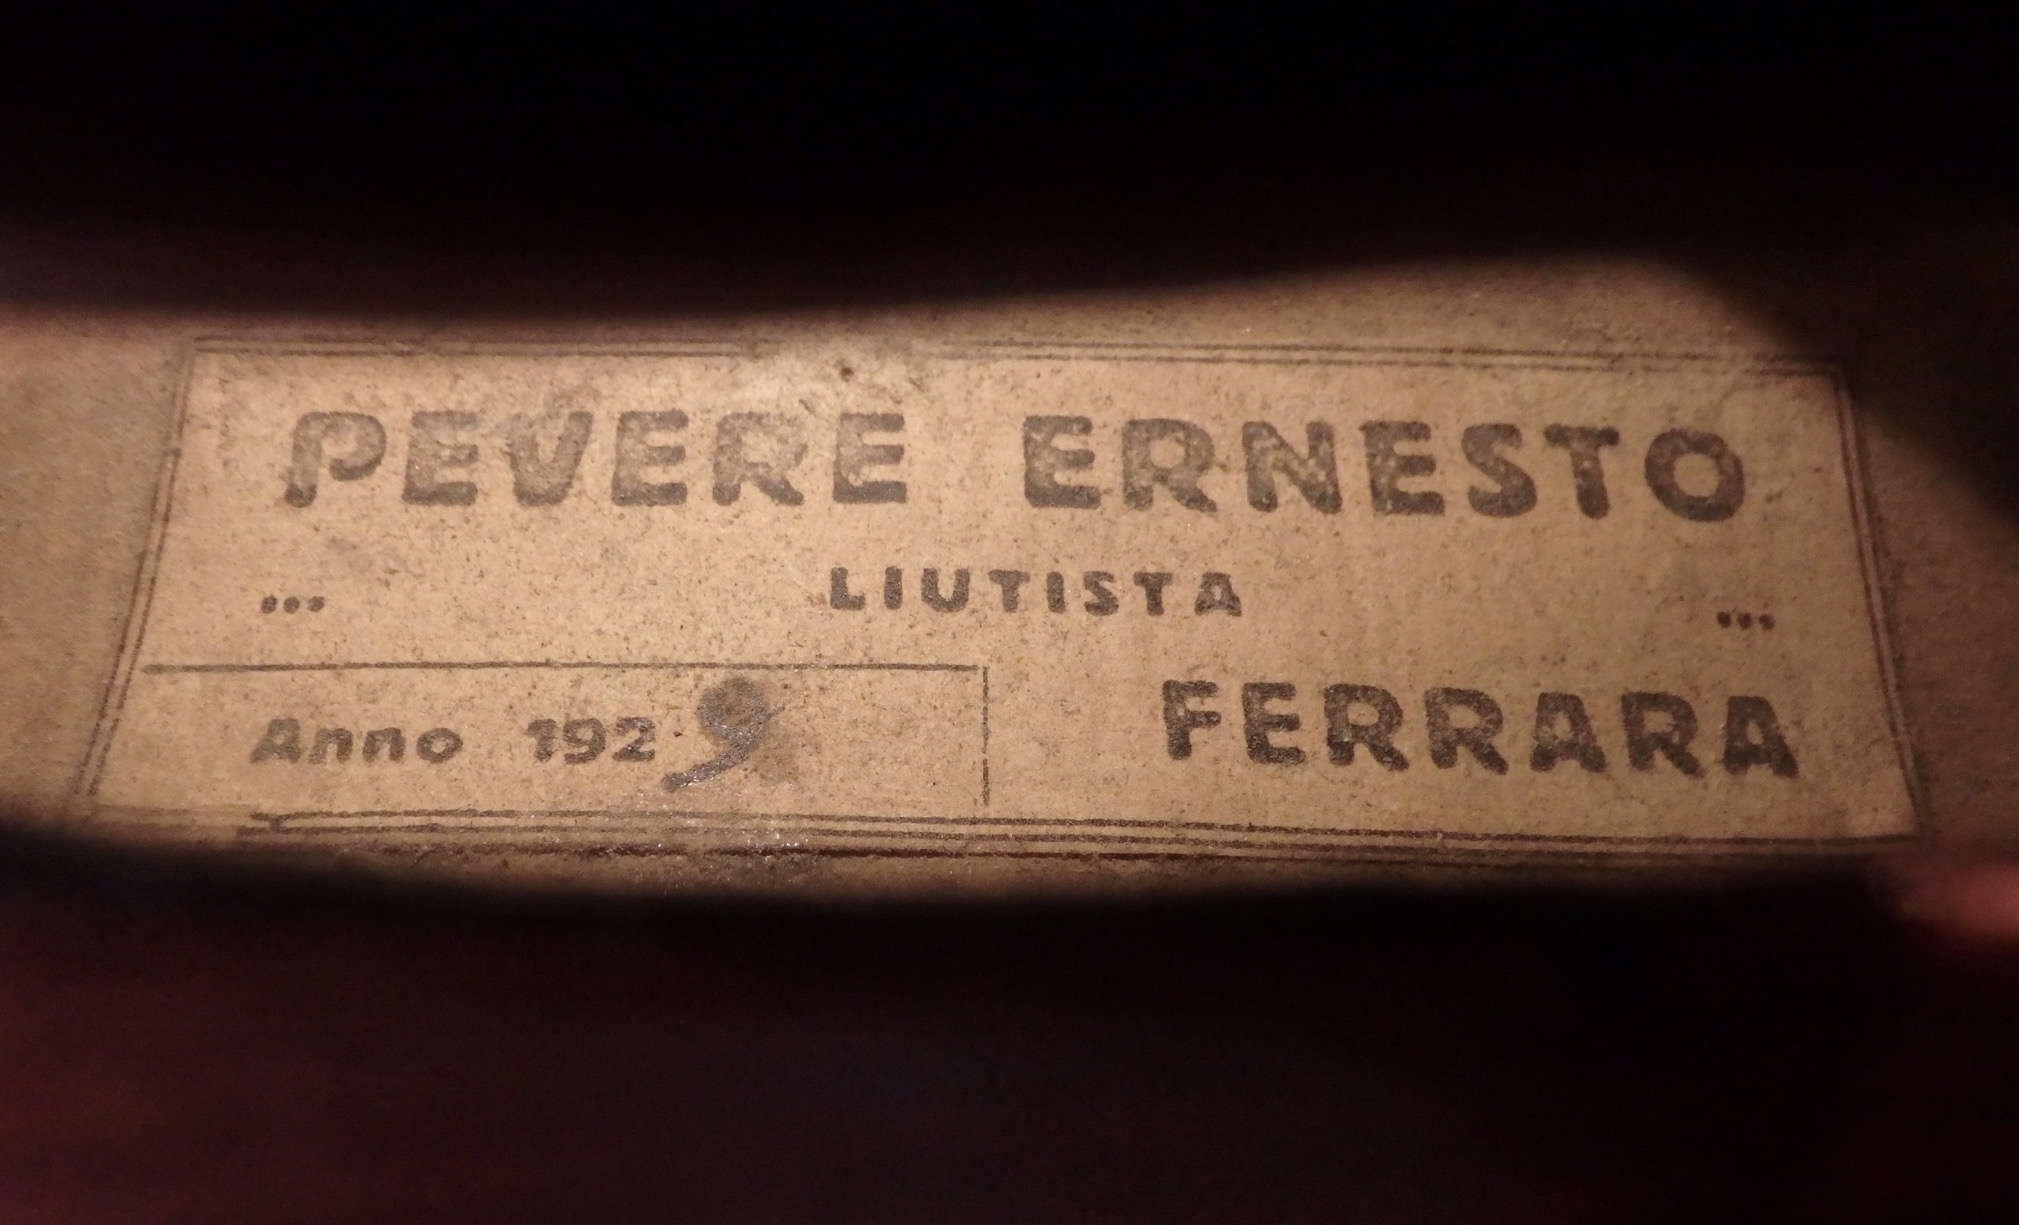 PEVERE ERNESTO
... LIUTISTA ...
Anno 1929 FERRARA